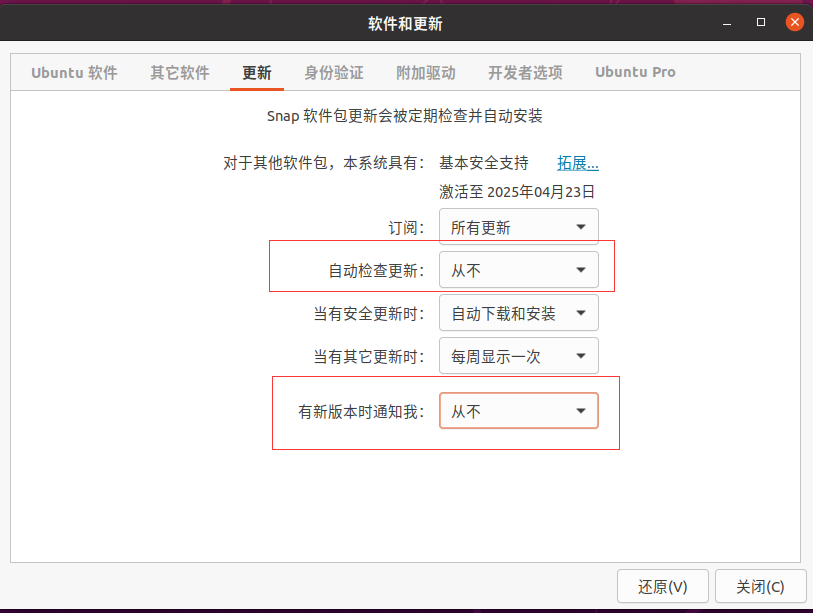 软件和更新
Ubuntu 软件 其它软件 更新 身份验证 附加驱动 开发者选项 Ubuntu Pro
Snap 软件包更新会被定期检查并自动安装
对于其他软件包，本系统具有： 基本安全支持 拓展...
激活至 2025年04月23日
订阅： 所有更新
自动检查更新： 从不
当有安全更新时： 自动下载和安装
当有其它更新时： 每周显示一次
有新版本时通知我： 从不
还原(V) 关闭(C)